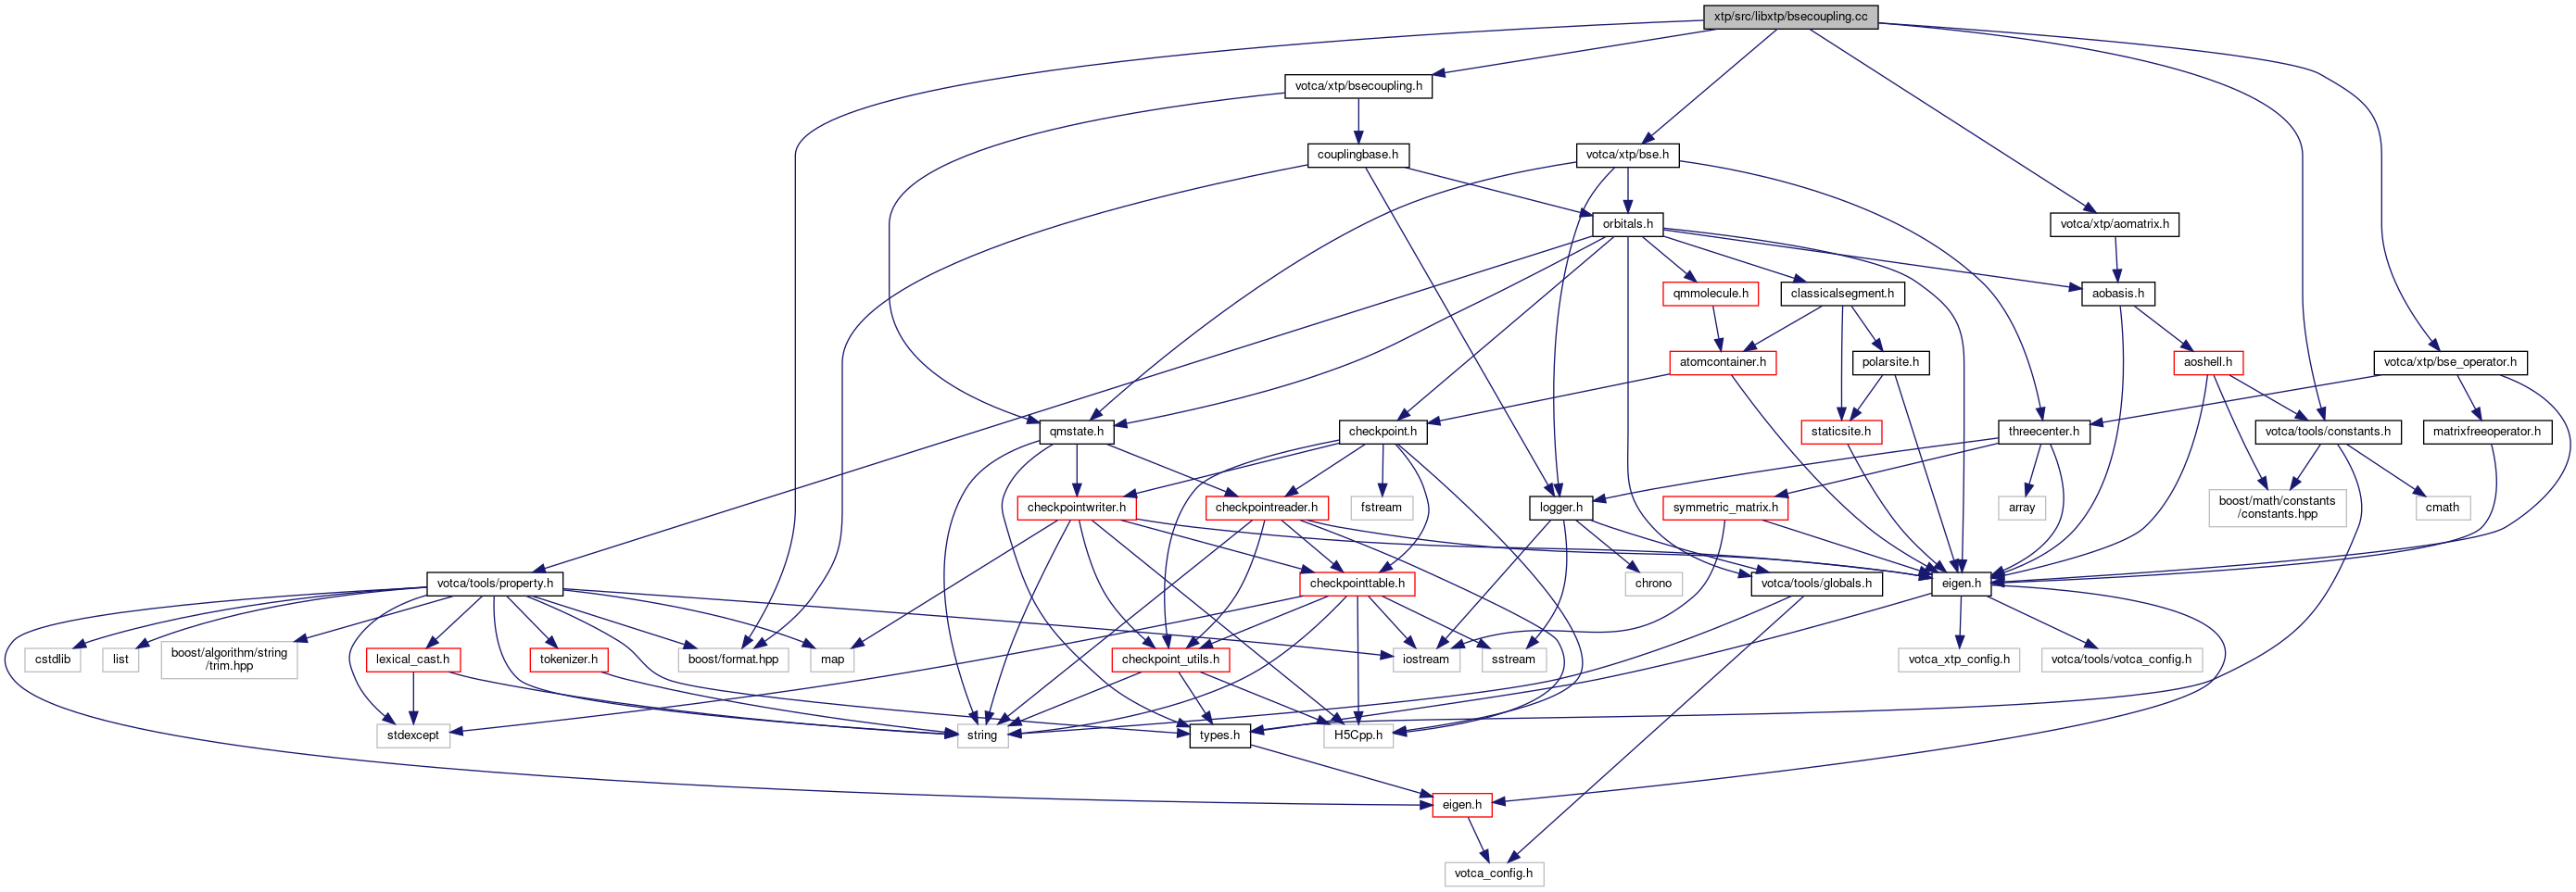 xtp/src/libxtp/bsecoupling.cc
votca/xtp/bsecoupling.h
couplingbase.h
votca/xtp/bse.h
orbitals.h
votca/xtp/aomatrix.h
qmmolecule.h
classicalsegment.h
aobasis.h
atomcontainer.h
polarsite.h
aoshell.h
votca/xtp/bse_operator.h
qmstate.h
checkpoint.h
staticsite.h
threecenter.h
votca/tools/constants.h
matrixfreeoperator.h
checkpointwriter.h
checkpointreader.h
fstream
logger.h
symmetric_matrix.h
array
boost/math/constants
/constants.hpp
cmath
votca/tools/property.h
checkpointtable.h
chrono
votca/tools/globals.h
eigen.h
cstdlib
list
boost/algorithm/string
/trim.hpp
lexical_cast.h
tokenizer.h
boost/format.hpp
map
checkpoint_utils.h
iostream
sstream
votca_xtp_config.h
votca/tools/votca_config.h
stdexcept
string
types.h
H5Cpp.h
eigen.h
votca_config.h